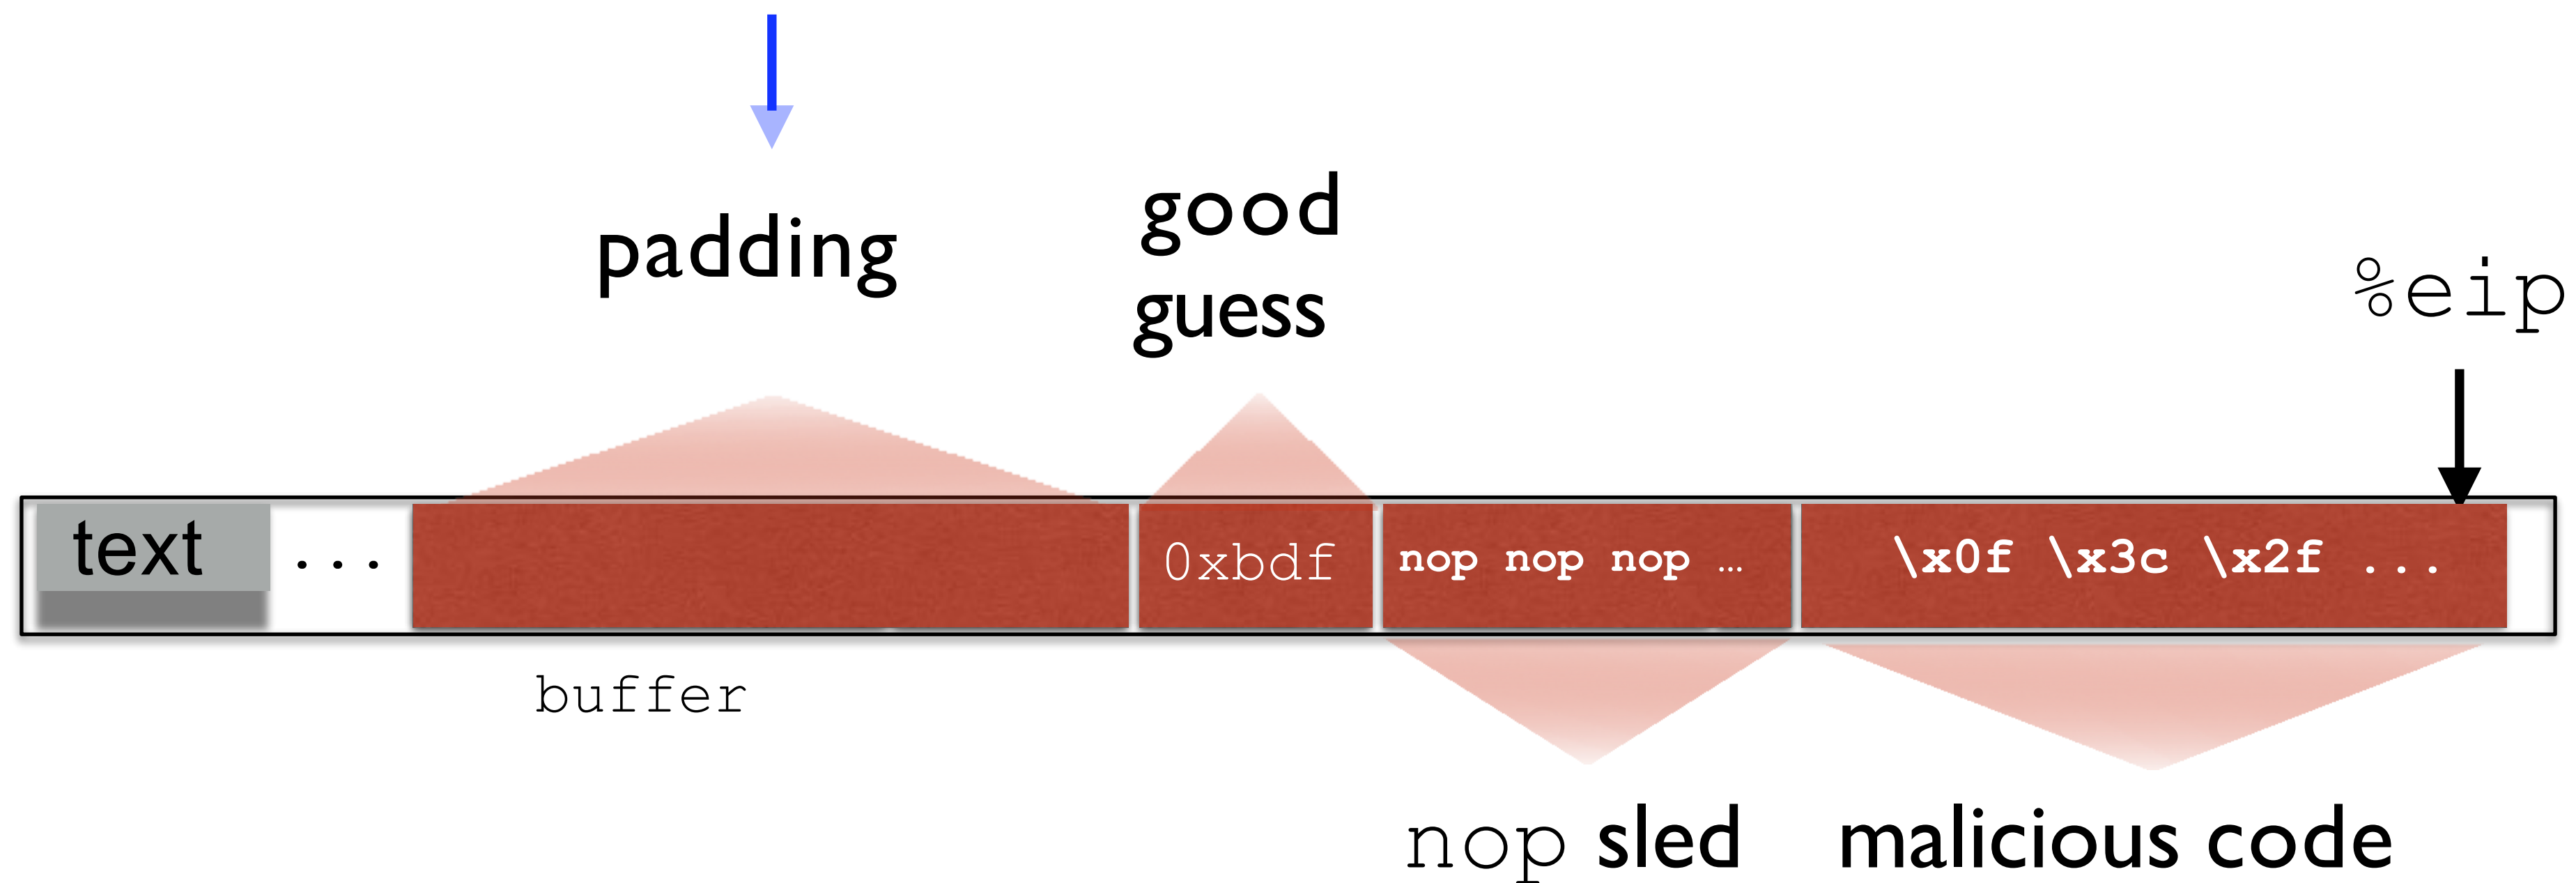 padding
good
guess
%eip
text ... 0xbdf nop nop nop … \x0f \x3c \x2f ...
buffer
nop sled
malicious code